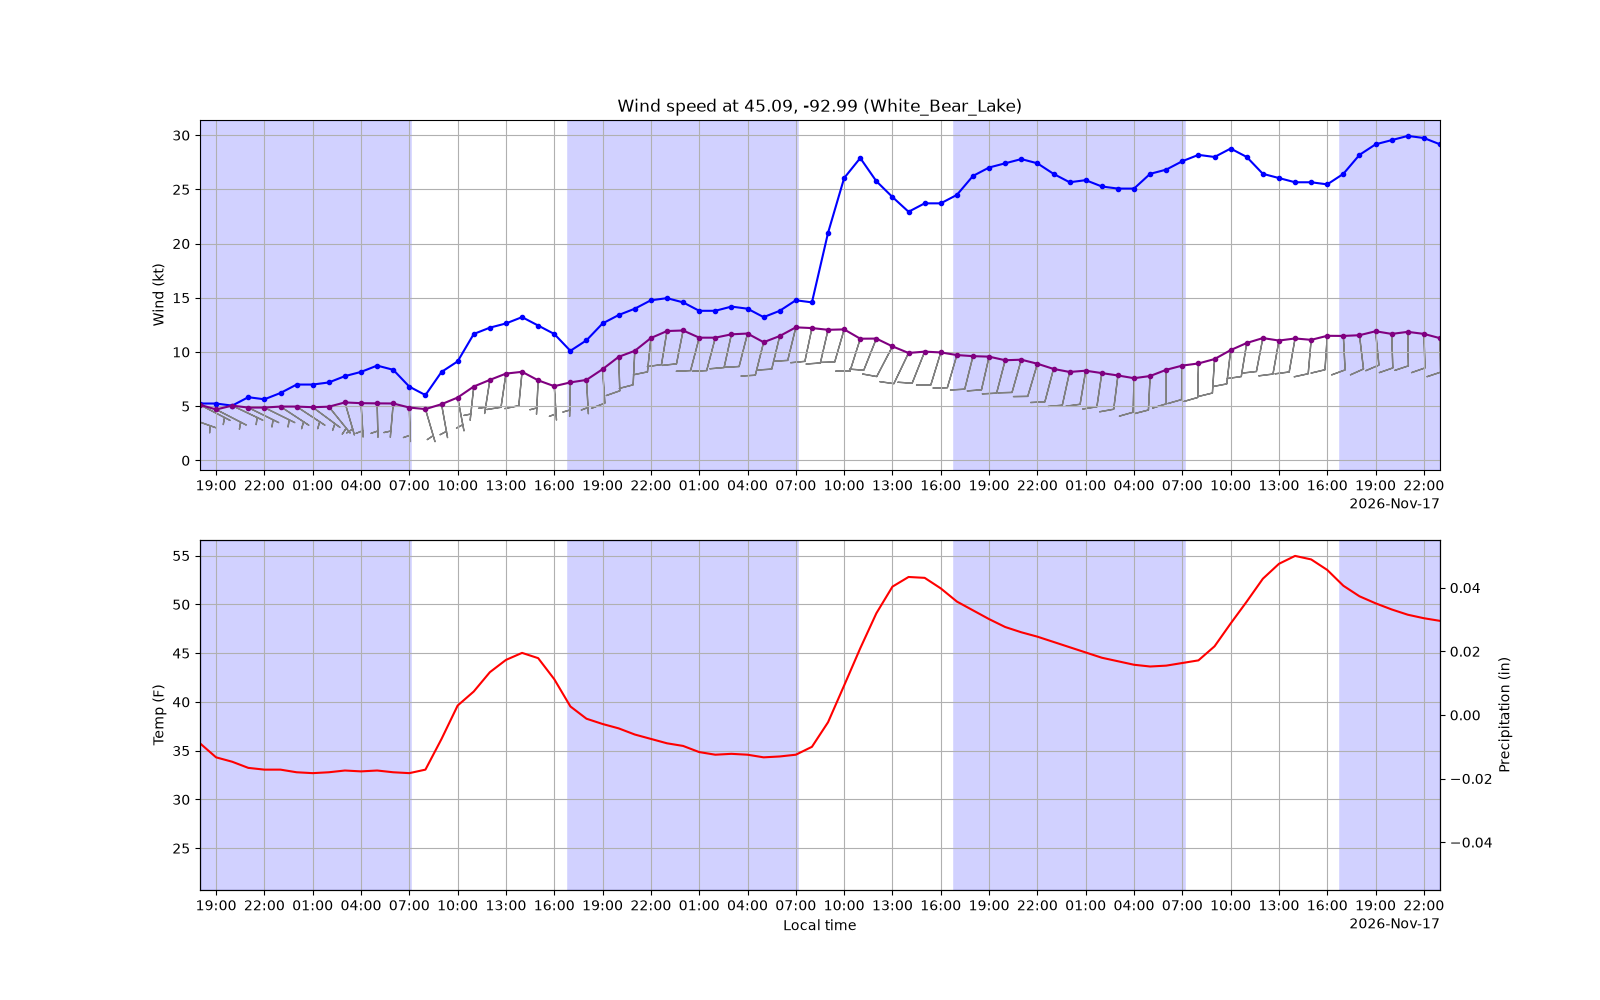 Wind speed at 45.09, -92.99 (White_Bear_Lake)
30
25
20
15
10
5
0
Wind (kt)
19:00 22:00 01:00 04:00 07:00 10:00 13:00 16:00 19:00 22:00 01:00 04:00 07:00 10:00 13:00 16:00 19:00 22:00 01:00 04:00 07:00 10:00 13:00 16:00 19:00 22:00
2026-Nov-17
55
50
45
40
35
30
25
Temp (F)
0.04
0.02
0.00
−0.02
−0.04
Precipitation (in)
19:00 22:00 01:00 04:00 07:00 10:00 13:00 16:00 19:00 22:00 01:00 04:00 07:00 10:00 13:00 16:00 19:00 22:00 01:00 04:00 07:00 10:00 13:00 16:00 19:00 22:00
2026-Nov-17
Local time